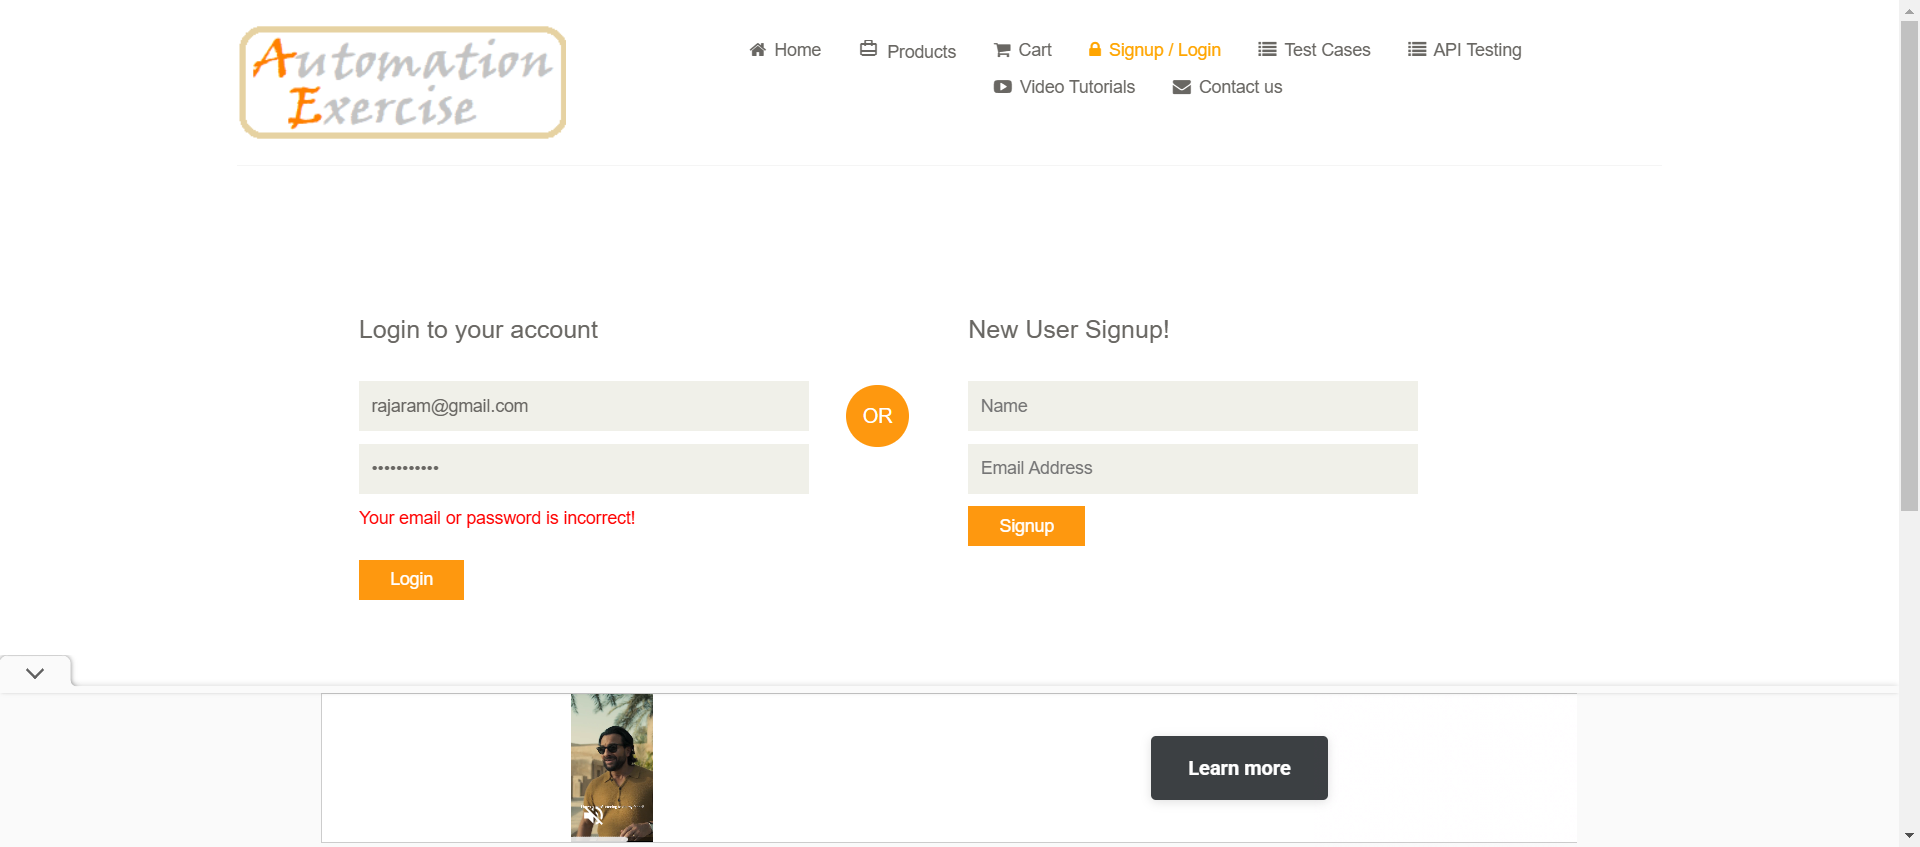 Automation
Exercise
Home
Products
Cart
Signup / Login
Test Cases
API Testing
Video Tutorials
Contact us
Login to your account
rajaram@gmail.com
•••••••••••
Your email or password is incorrect!
Login
OR
New User Signup!
Name
Email Address
Signup
Learn more